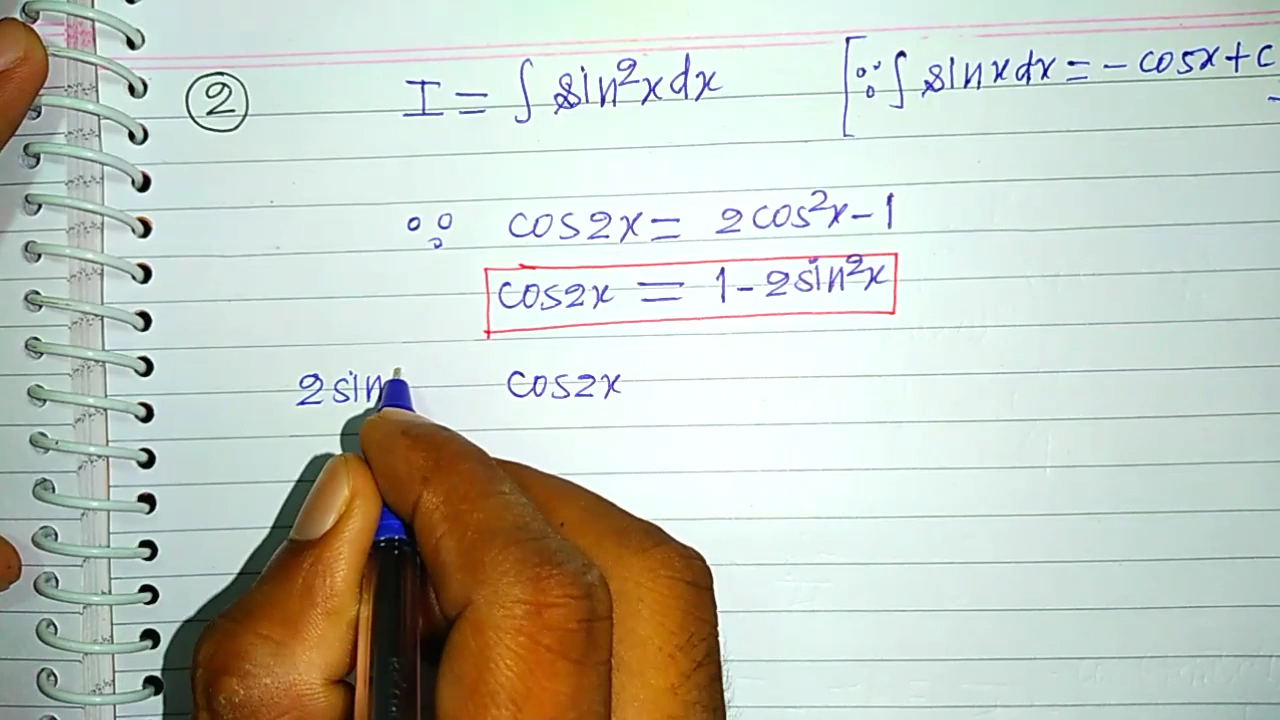 ② I = ∫ sin²x dx [∵ ∫ sinx dx = - cosx + c
∵ cos2x = 2cos²x - 1
cos2x = 1 - 2sin²x
2sin cos2x